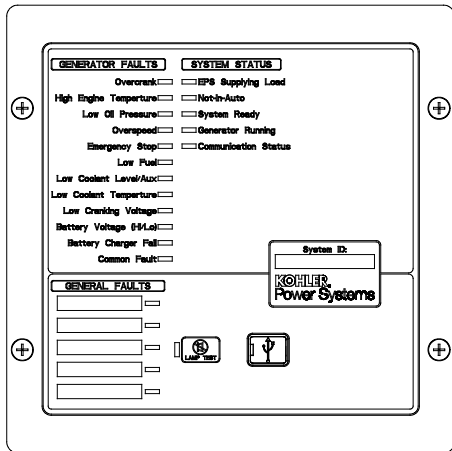 GENERATOR FAULTS
Overcrank
High Engine Temperture
Low Oil Pressure
Overspeed
Emergency Stop
Low Fuel
Low Coolant Level/Aux
Low Coolant Temperture
Low Cranking Voltage
Battery Voltage (Hi/Lo)
Battery Charger Fail
Common Fault
SYSTEM STATUS
EPS Supplying Load
Not-In-Auto
System Ready
Generator Running
Communication Status
System ID:
KOHLER
Power Systems
GENERAL FAULTS
LAMP TEST